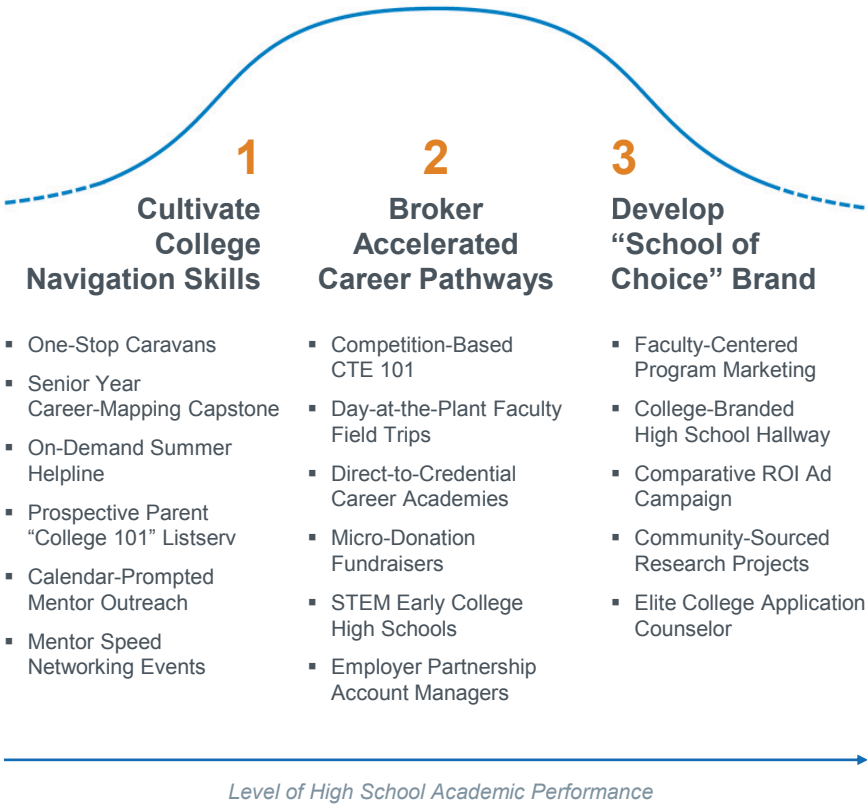 1
Cultivate
College
Navigation Skills
▪ One-Stop Caravans
▪ Senior Year
Career-Mapping Capstone
▪ On-Demand Summer
Helpline
▪ Prospective Parent
“College 101” Listserv
▪ Calendar-Prompted
Mentor Outreach
▪ Mentor Speed
Networking Events
2
Broker
Accelerated
Career Pathways
▪ Competition-Based
CTE 101
▪ Day-at-the-Plant Faculty
Field Trips
▪ Direct-to-Credential
Career Academies
▪ Micro-Donation
Fundraisers
▪ STEM Early College
High Schools
▪ Employer Partnership
Account Managers
3
Develop
“School of
Choice” Brand
▪ Faculty-Centered
Program Marketing
▪ College-Branded
High School Hallway
▪ Comparative ROI Ad
Campaign
▪ Community-Sourced
Research Projects
▪ Elite College Application
Counselor
Level of High School Academic Performance